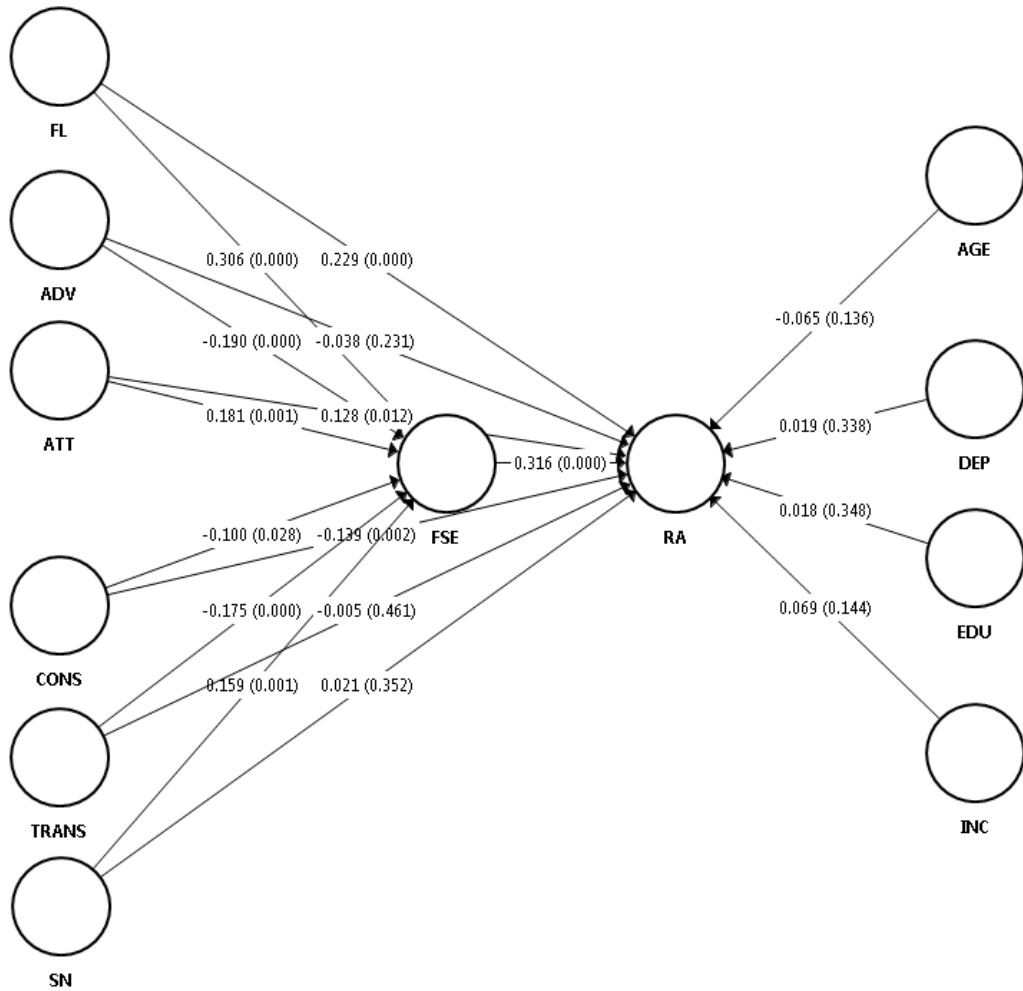 FL
ADV
ATT
CONS
TRANS
SN
0.306 (0.000)
0.229 (0.000)
-0.190 (0.000)
-0.038 (0.231)
0.181 (0.001)
0.128 (0.012)
-0.100 (0.028)
-0.139 (0.002)
-0.175 (0.000)
-0.005 (0.461)
0.159 (0.001)
0.021 (0.352)
FSE
0.316 (0.000)
RA
-0.065 (0.136)
0.019 (0.338)
0.018 (0.348)
0.069 (0.144)
AGE
DEP
EDU
INC